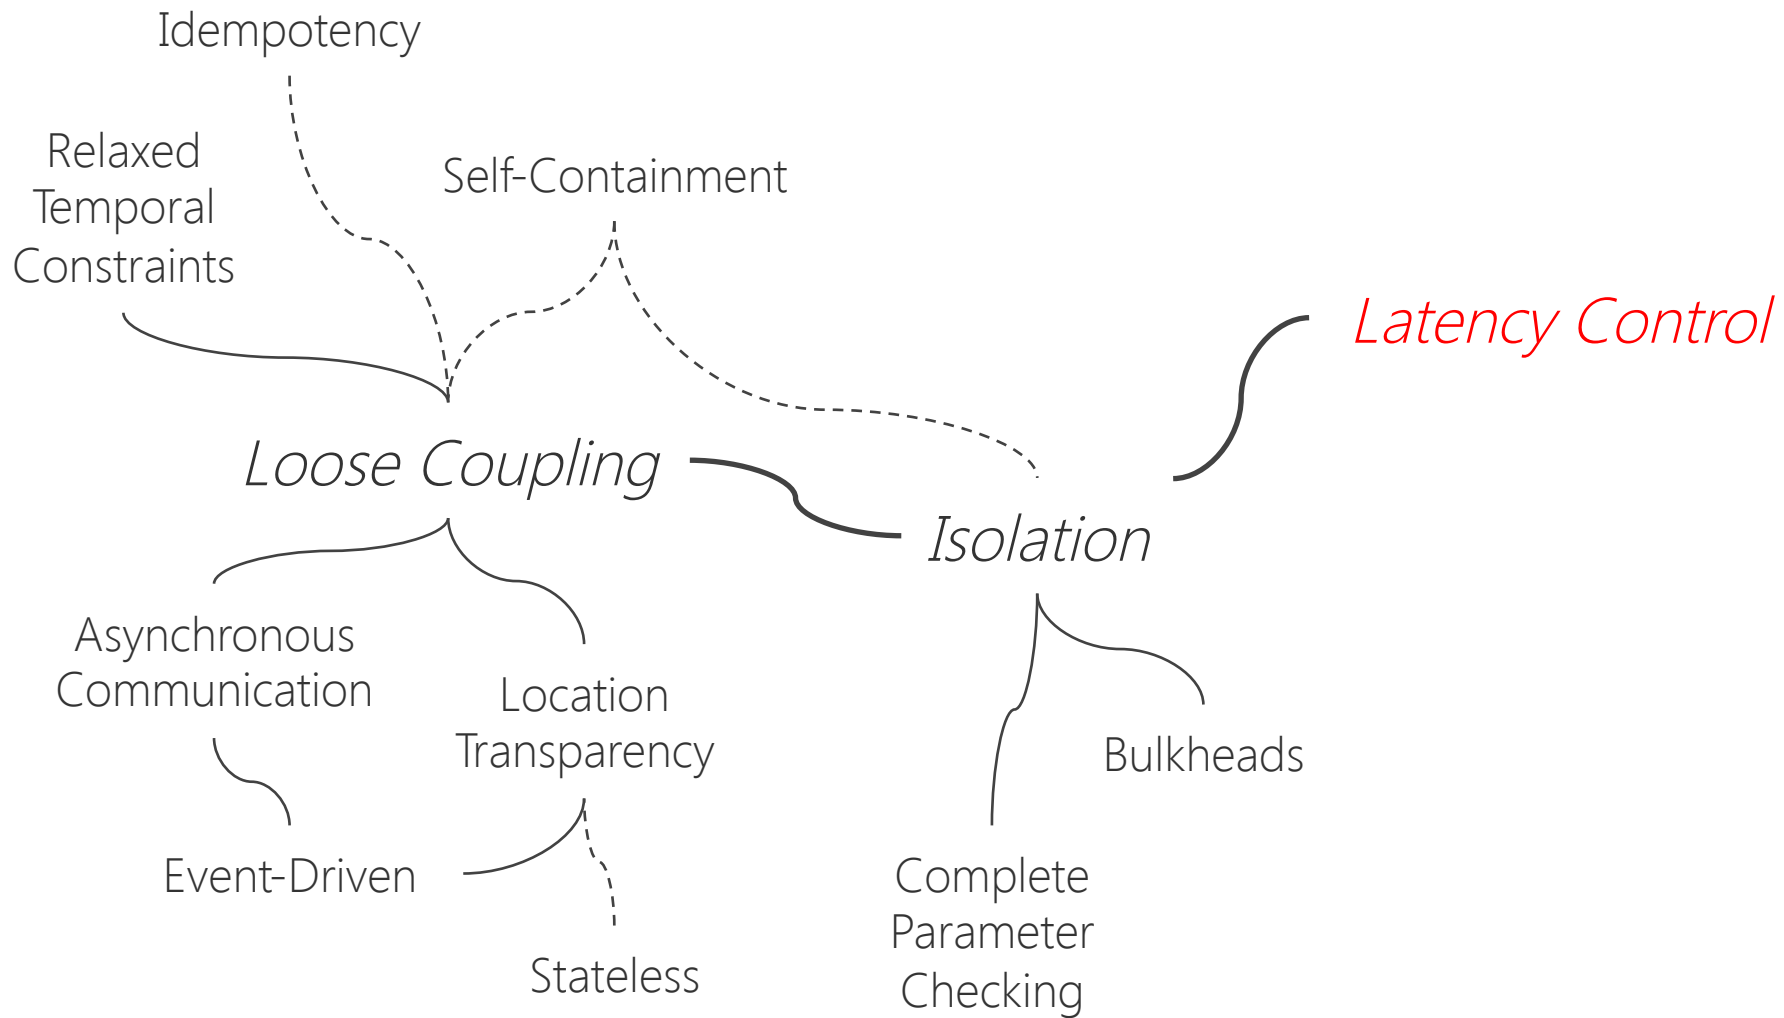 Idempotency
Relaxed
Temporal
Constraints
Self-Containment
Latency Control
Loose Coupling
Isolation
Asynchronous
Communication
Location
Transparency
Bulkheads
Event-Driven
Complete
Parameter
Checking
Stateless